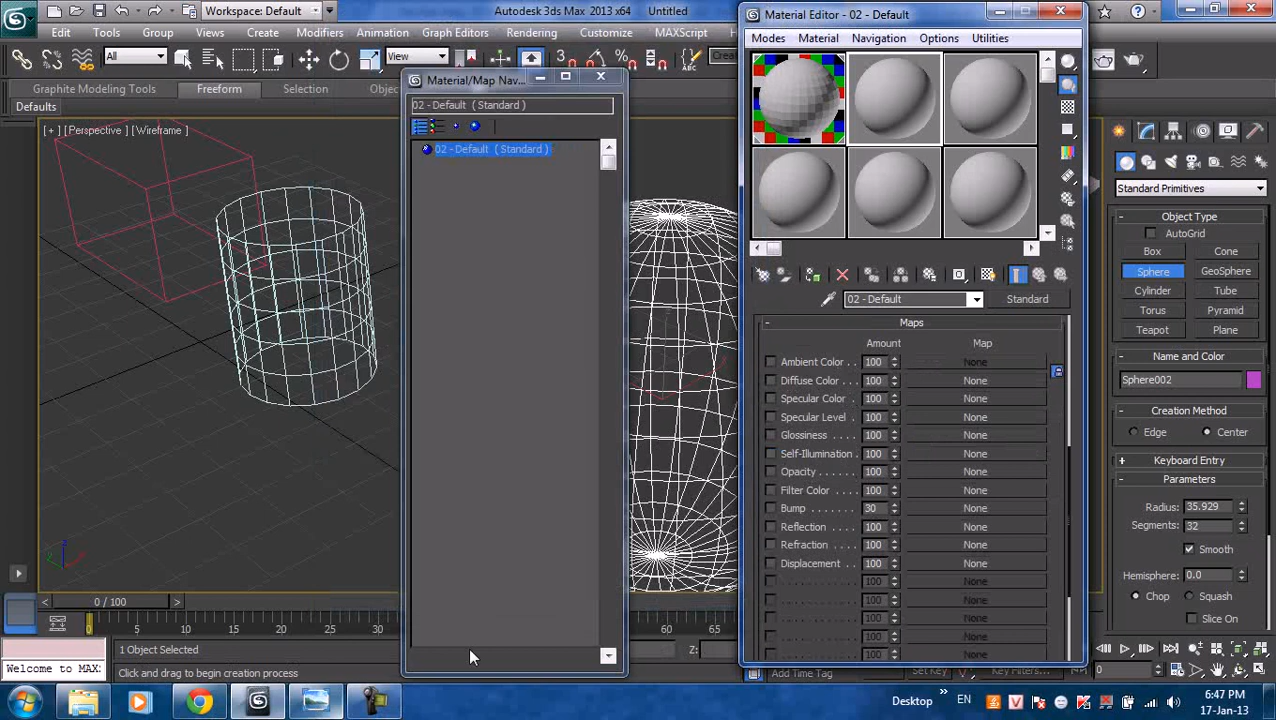 Workspace: Default
Autodesk 3ds Max 2013 x64
Untitled
Edit
Tools
Group
Views
Create
Modifiers
Animation
Graph Editors
Rendering
Customize
MAXScript
All
View
Graphite Modeling Tools
Freeform
Defaults
[ + ] [ Perspective ] [ Wireframe ]
Material/Map Nav...
02 - Default ( Standard )
02 - Default ( Standard )
Material Editor - 02 - Default
Modes
Material
Navigation
Options
Utilities
02 - Default
Standard
Maps
Amount
Map
Ambient Color . . 100 None
Diffuse Color . . . 100 None
Specular Color . . 100 None
Specular Level . . 100 None
Glossiness . . . . 100 None
Self-Illumination . 100 None
Opacity . . . . . . 100 None
Filter Color . . . . 100 None
Bump . . . . . . . 30 None
Reflection . . . . 100 None
Refraction . . . . 100 None
Displacement . . 100 None
. . . . . . . . . . . 100 None
. . . . . . . . . . . 100 None
. . . . . . . . . . . 100 None
. . . . . . . . . . . 100 None
. . . . . . . . . . . 100 None
Standard Primitives
Object Type
AutoGrid
Box
Cone
Sphere
GeoSphere
Cylinder
Tube
Torus
Pyramid
Teapot
Plane
Name and Color
Sphere002
Creation Method
Edge
Center
Keyboard Entry
Parameters
Radius: 35.929
Segments: 32
Smooth
Hemisphere: 0.0
Chop
Squash
Slice On
0 / 100
0
5
10
15
20
25
30
60
65
1 Object Selected
Z:
Welcome to MAX:
Click and drag to begin creation process
Add Time Tag
Set Key
Key Filters...
0
Desktop
EN
6:47 PM
17-Jan-13